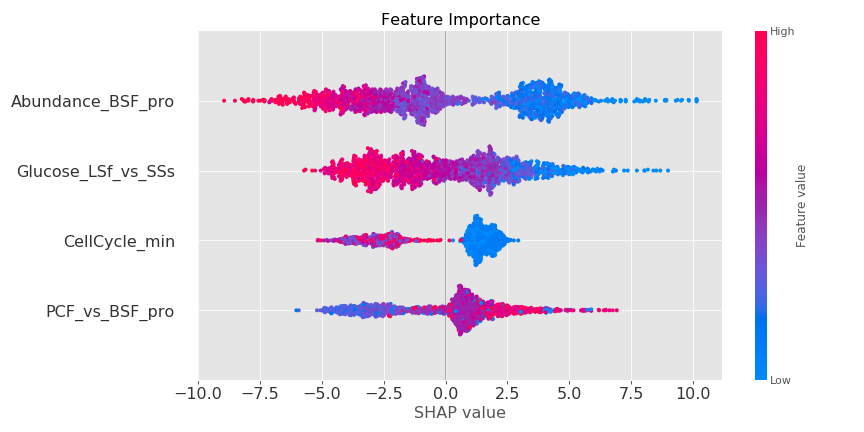 Feature Importance
High
Abundance_BSF_pro
Glucose_LSf_vs_SSs
CellCycle_min
PCF_vs_BSF_pro
Feature value
Low
−10.0 −7.5 −5.0 −2.5 0.0 2.5 5.0 7.5 10.0
SHAP value